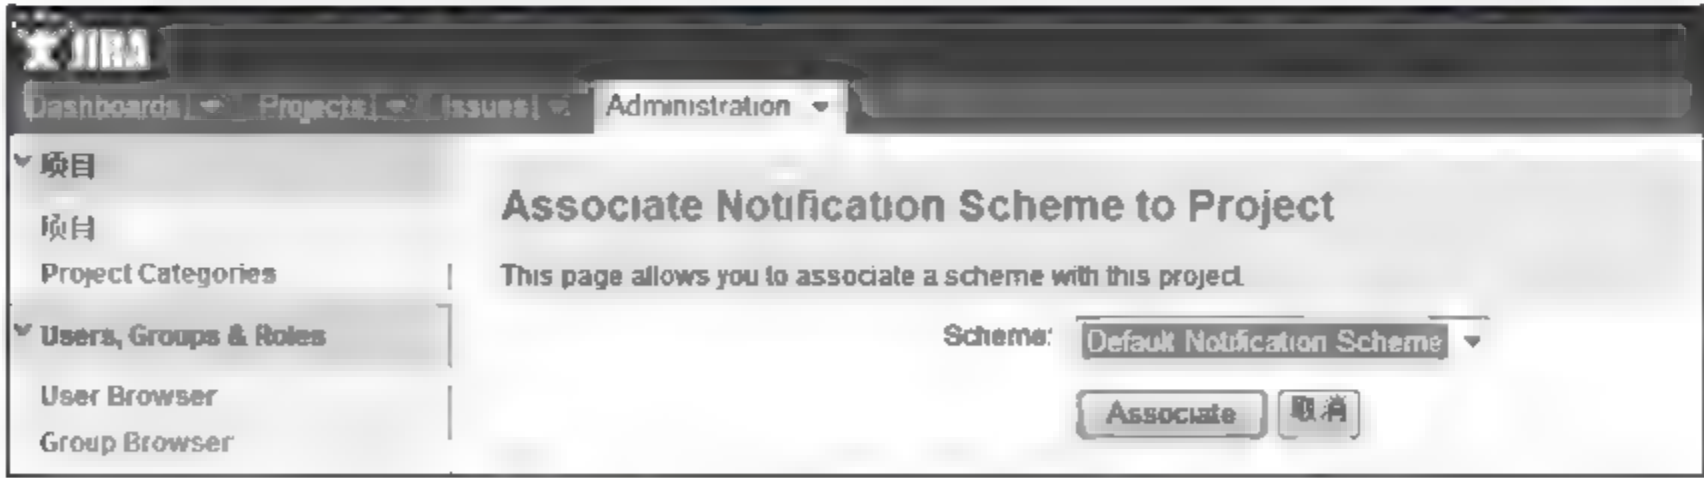 JIRA
Dashboards Projects Issues Administration
项目
项目
Project Categories
Users, Groups & Roles
User Browser
Group Browser
Associate Notification Scheme to Project
This page allows you to associate a scheme with this project.
Scheme: Default Notification Scheme
Associate 取消